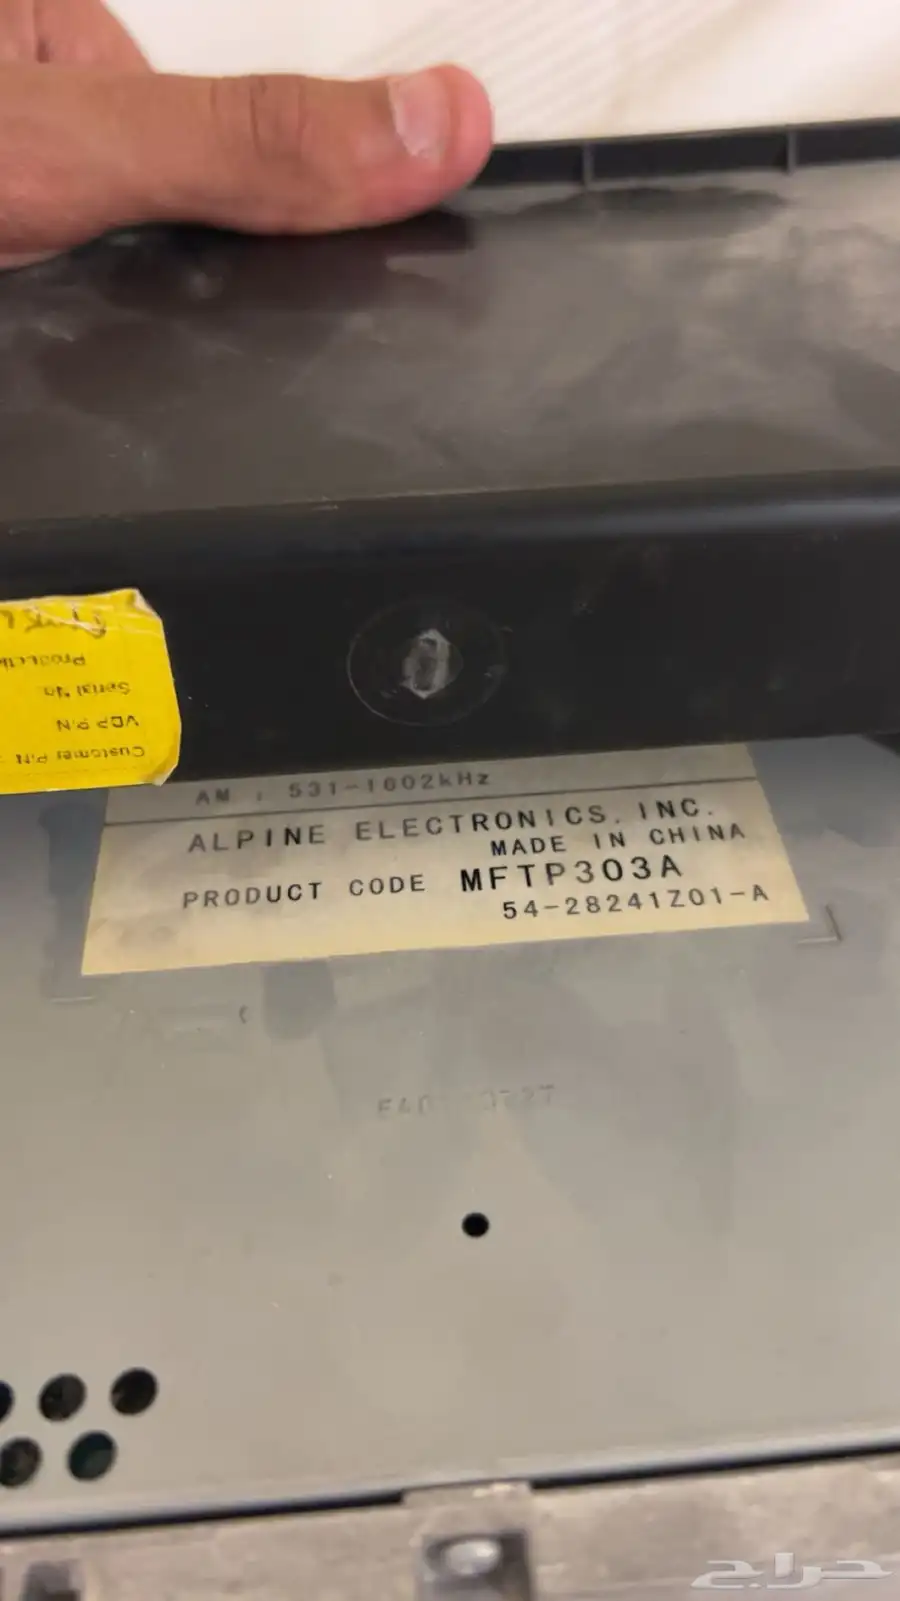 Production
Serial No
VDP P/N
Customer P/N
AM : 531-1602kHz
ALPINE ELECTRONICS, INC.
MADE IN CHINA
PRODUCT CODE MFTP303A
54-28241Z01-A
حراج